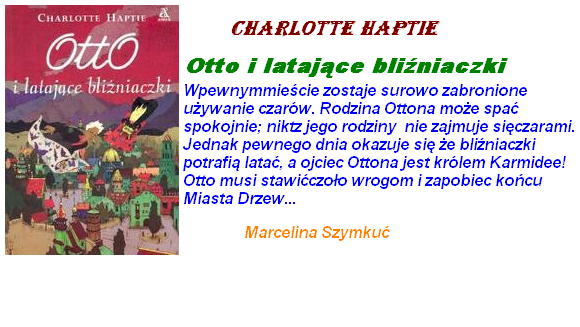 CHARLOTTE HAPTIE
OttO
i latające bliźniaczki
CHARLOTTE HAPTIE
Otto i latające bliźniaczki
Wpewnymmieście zostaje surowo zabronione
używanie czarów. Rodzina Ottona może spać
spokojnie; niktz jego rodziny nie zajmuje sięczarami.
Jednak pewnego dnia okazuje się że bliźniaczki
potrafią latać, a ojciec Ottona jest królem Karmidee!
Otto musi stawićczoło wrogom i zapobiec końcu
Miasta Drzew...
Marcelina Szymkuć